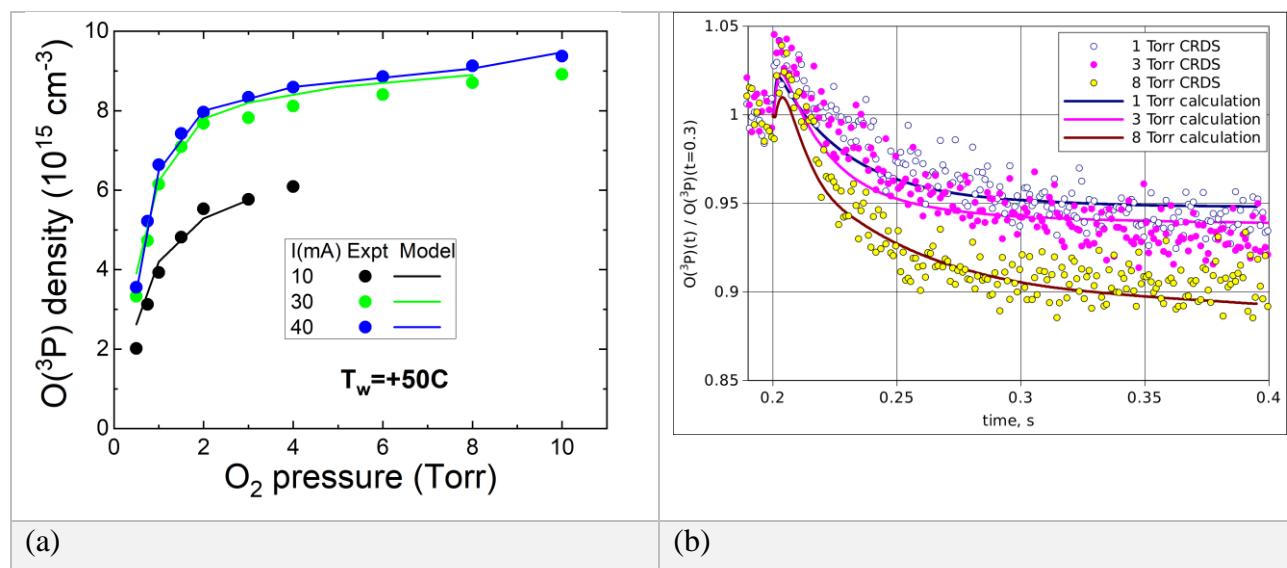 10
8
6
4
2
0
O(³P) density (10¹⁵ cm⁻³)
I(mA) Expt Model
10
30
40
T_w=+50C
0 2 4 6 8 10
O₂ pressure (Torr)
(a)
1.05
1
0.95
0.9
0.85
O(³P)(t) / O(³P)(t=0.3)
1 Torr CRDS
3 Torr CRDS
8 Torr CRDS
1 Torr calculation
3 Torr calculation
8 Torr calculation
0.2 0.25 0.3 0.35 0.4
time, s
(b)